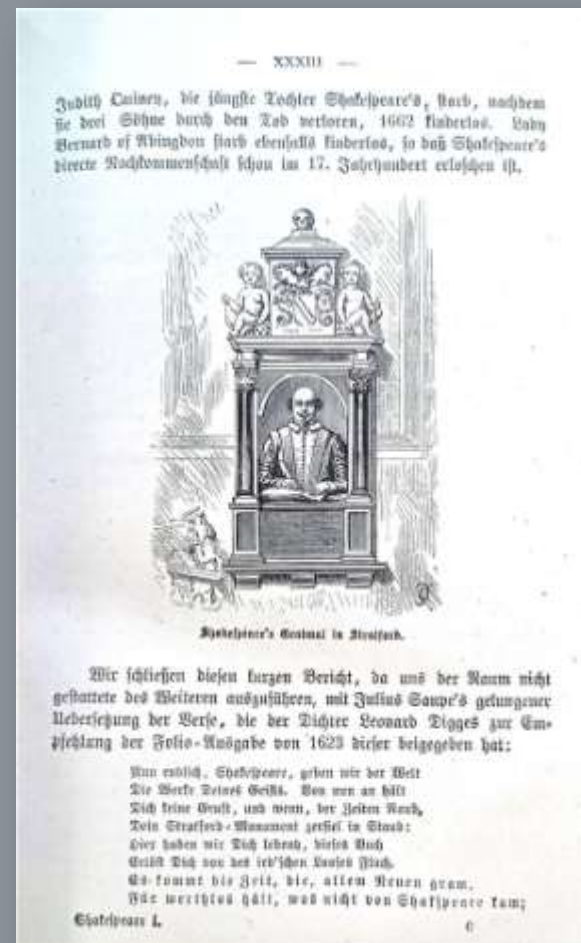 — XXXIII —
Judith Quiney, die jüngste Tochter Shakespeare's, starb, nachdem
sie drei Söhne durch den Tod verloren, 1662 kinderlos. Lady
Bernard of Abingdon starb ebenfalls kinderlos, so daß Shakespeare's
directe Nachkommenschaft schon im 17. Jahrhundert erloschen ist.
Shakespeare's Denkmal in Stratford.
Wir schließen diesen kurzen Bericht, da uns der Raum nicht
gestattete des Weiteren auszuführen, mit Julius Saupe's gelungener
Uebersetzung der Verse, die der Dichter Leonard Digges zur Em-
pfehlung der Folio-Ausgabe von 1623 dieser beigegeben hat:
Nun endlich, Shakespeare, geben wir der Welt
Die Werke Deines Geists. Von nun an hält
Dich keine Gruft, und wenn, der Zeiten Raub,
Dein Stratford-Monument zerfiel in Staub:
Hier haben wir Dich lebend, dieses Buch
Erlöst Dich von des ird'schen Looses Fluch.
Es kommt die Zeit, die, allem Neuen gram,
Für werthlos hält, was nicht von Shakspeare kam;
Shakespeare I.